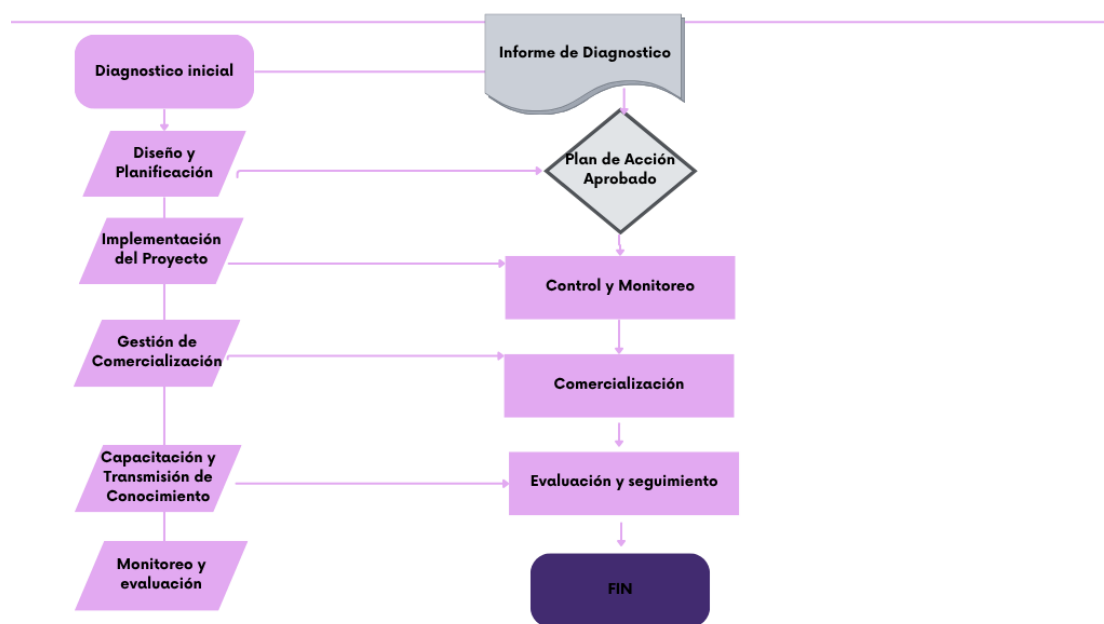 Informe de Diagnostico
Diagnostico inicial
Diseño y
Planificación
Plan de Acción
Aprobado
Implementación
del Proyecto
Control y Monitoreo
Gestión de
Comercialización
Comercialización
Capacitación y
Transmisión de
Conocimiento
Evaluación y seguimiento
Monitoreo y
evaluación
FIN